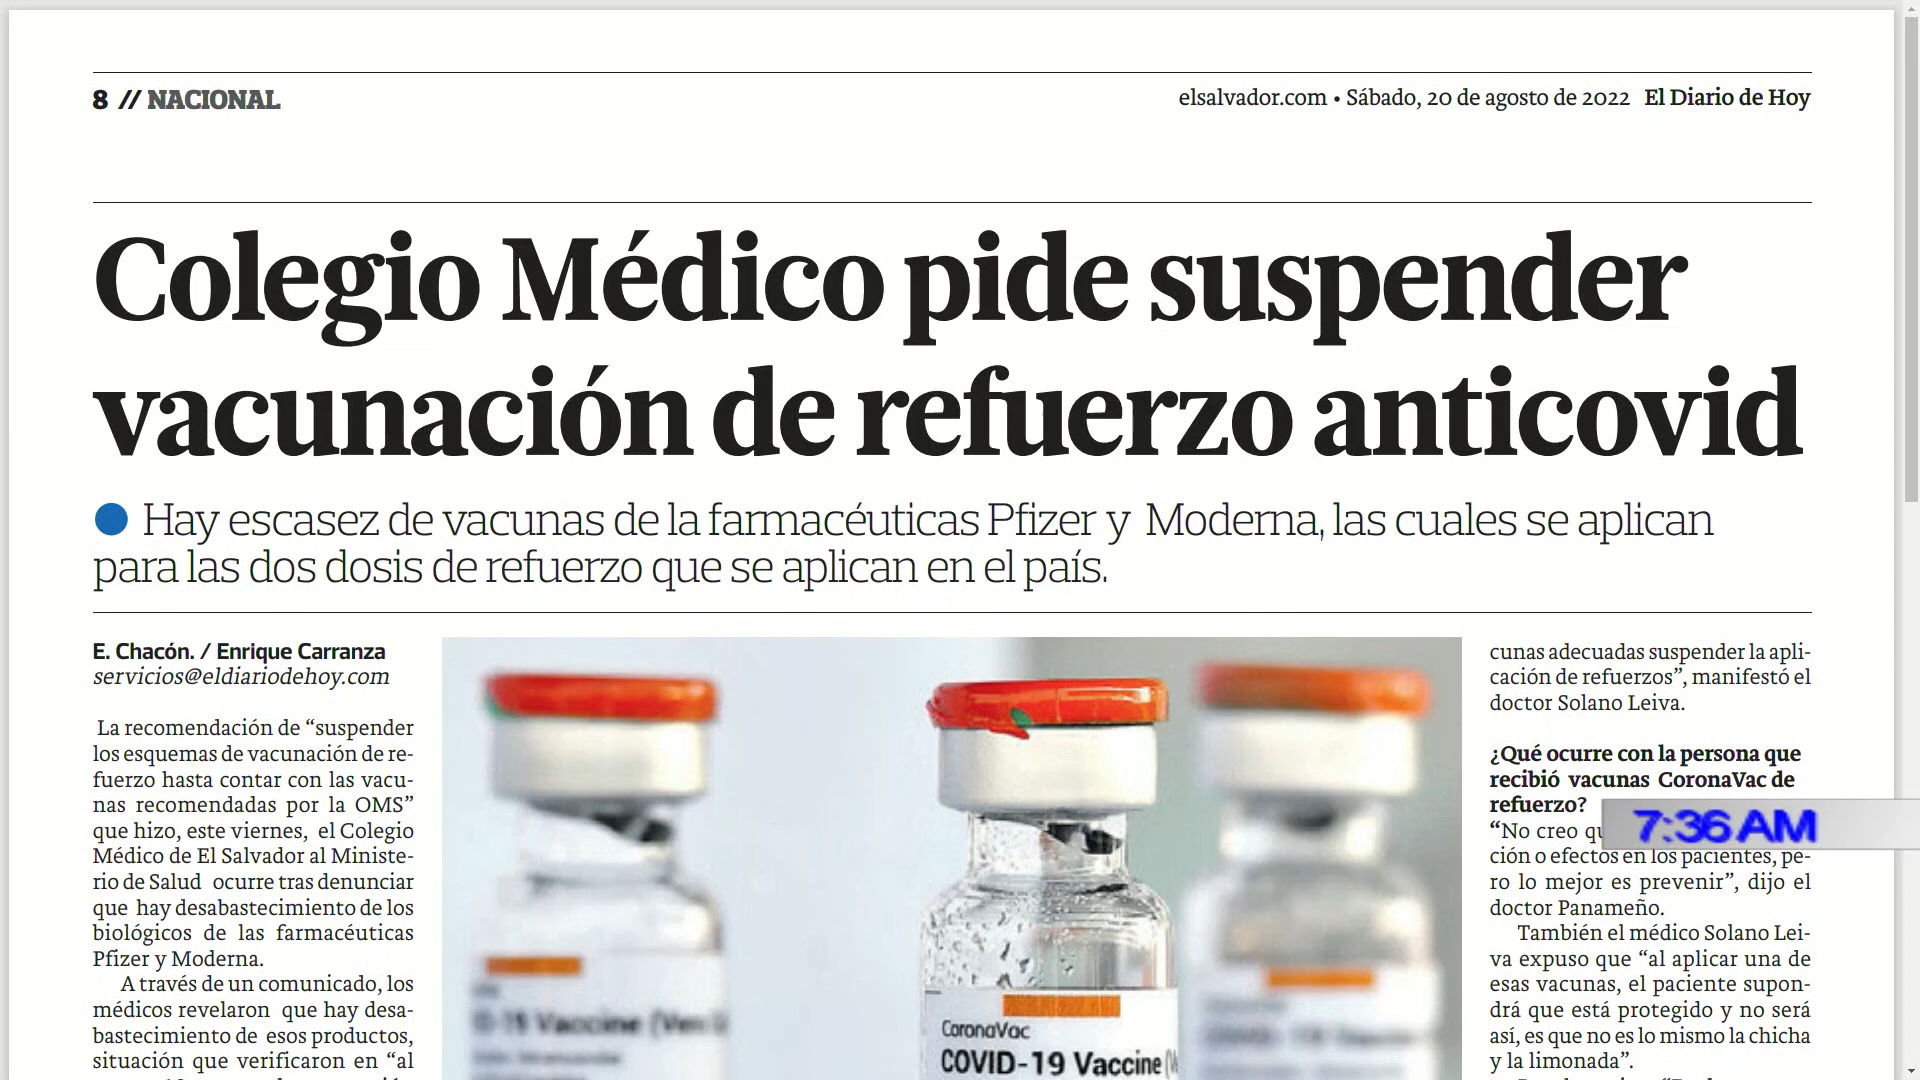 8 // NACIONAL
elsalvador.com • Sábado, 20 de agosto de 2022 El Diario de Hoy
Colegio Médico pide suspender
vacunación de refuerzo anticovid
Hay escasez de vacunas de la farmacéuticas Pfizer y Moderna, las cuales se aplican
para las dos dosis de refuerzo que se aplican en el país.
E. Chacón. / Enrique Carranza
servicios@eldiariodehoy.com
La recomendación de “suspender
los esquemas de vacunación de re-
fuerzo hasta contar con las vacu-
nas recomendadas por la OMS”
que hizo, este viernes, el Colegio
Médico de El Salvador al Ministe-
rio de Salud ocurre tras denunciar
que hay desabastecimiento de los
biológicos de las farmacéuticas
Pfizer y Moderna.
A través de un comunicado, los
médicos revelaron que hay desa-
bastecimiento de esos productos,
situación que verificaron en “al
-19 Vaccine (Ver
CoronaVac
COVID-19 Vaccine (V
cunas adecuadas suspender la apli-
cación de refuerzos”, manifestó el
doctor Solano Leiva.
¿Qué ocurre con la persona que
recibió vacunas CoronaVac de
refuerzo?
“No creo qu
ción o efectos en los pacientes, pe-
ro lo mejor es prevenir”, dijo el
doctor Panameño.
También el médico Solano Lei-
va expuso que “al aplicar una de
esas vacunas, el paciente supon-
drá que está protegido y no será
así, es que no es lo mismo la chicha
y la limonada”.
7:36 AM